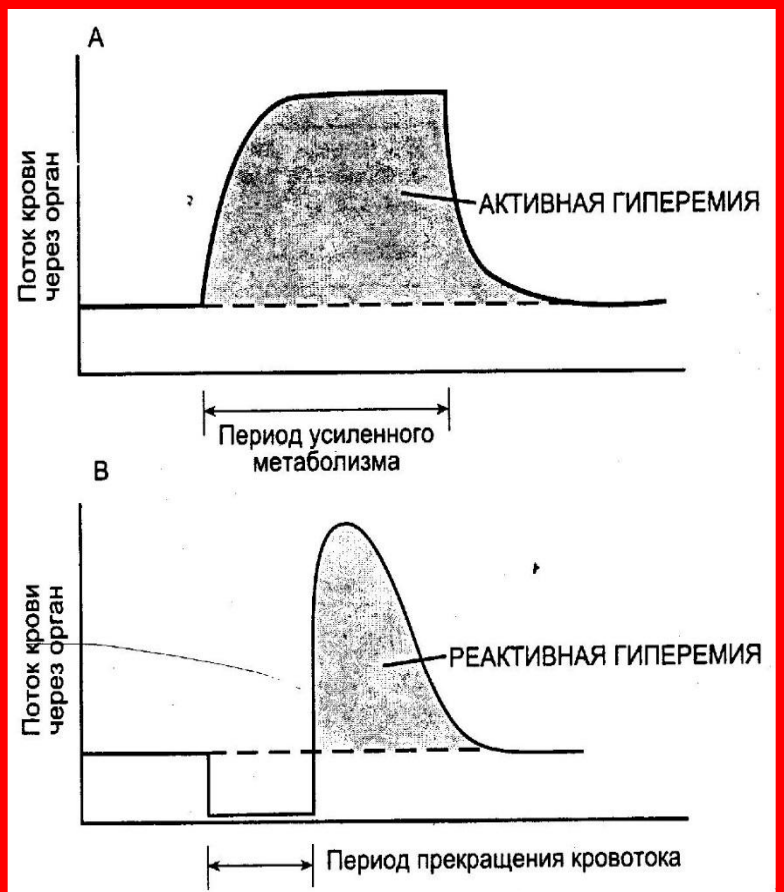 А
Поток крови
через орган
АКТИВНАЯ ГИПЕРЕМИЯ
Период усиленного
метаболизма
В
Поток крови
через орган
РЕАКТИВНАЯ ГИПЕРЕМИЯ
Период прекращения кровотока